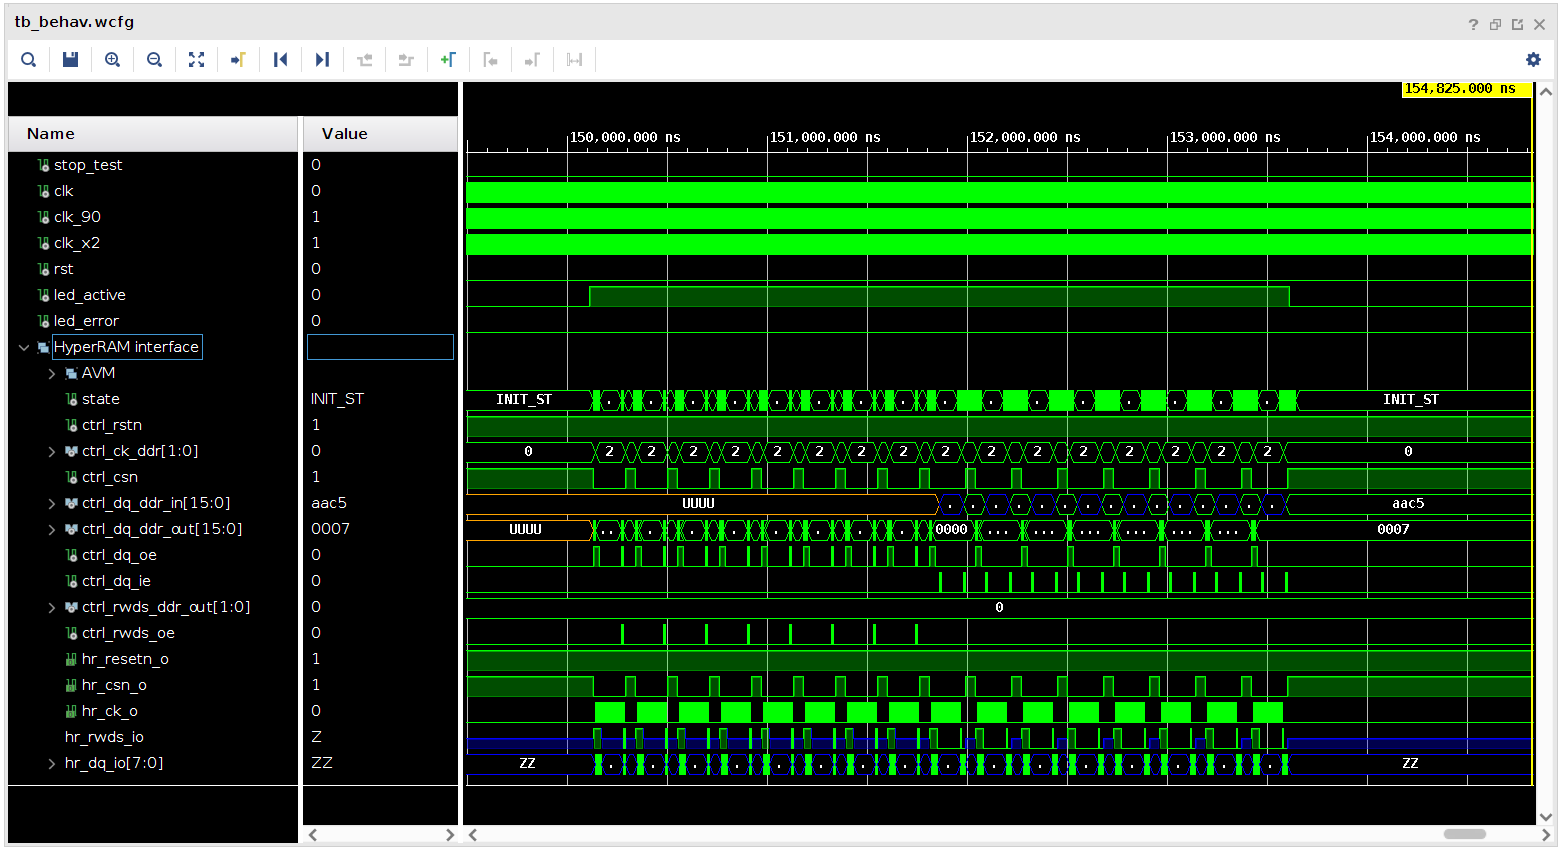 tb_behav.wcfg
?
154,825.000 ns
Name Value
150,000.000 ns 151,000.000 ns 152,000.000 ns 153,000.000 ns 154,000.000 ns
stop_test 0
clk 0
clk_90 1
clk_x2 1
rst 0
led_active 0
led_error 0
HyperRAM interface
AVM
state INIT_ST INIT_ST . . . . . . . . . . . . . . . INIT_ST
ctrl_rstn 1
ctrl_ck_ddr[1:0] 0 0 2 2 2 2 2 2 2 2 2 2 2 2 2 2 2 2 0
ctrl_csn 1
ctrl_dq_ddr_in[15:0] aac5 UUUU . . . . . . . . . . . . . . . aac5
ctrl_dq_ddr_out[15:0] 0007 UUUU .. . . . . . . . 0000 ... ... ... ... ... ... 0007
ctrl_dq_oe 0
ctrl_dq_ie 0
ctrl_rwds_ddr_out[1:0] 0 0
ctrl_rwds_oe 0
hr_resetn_o 1
hr_csn_o 1
hr_ck_o 0
hr_rwds_io Z
hr_dq_io[7:0] ZZ ZZ . . . . . . . . . . . . . . . . ZZ